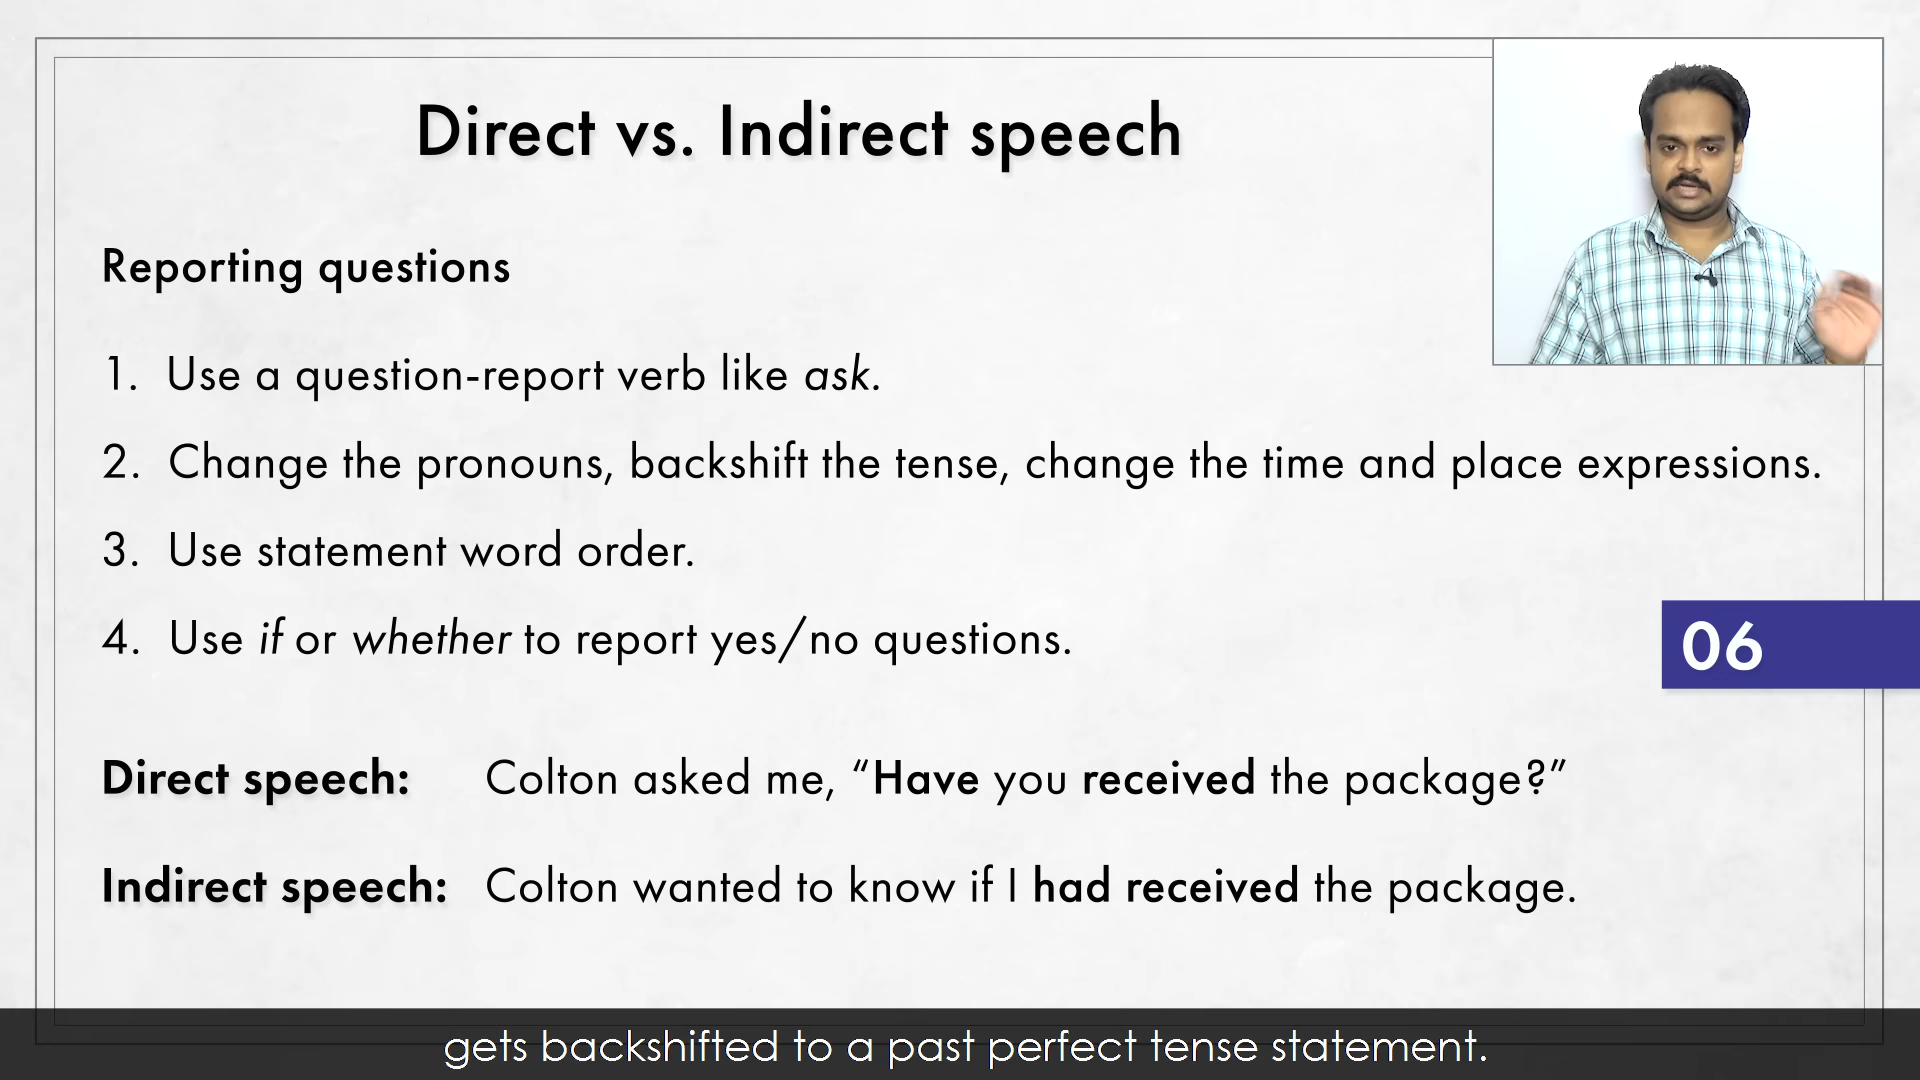 Direct vs. Indirect speech
Reporting questions
1. Use a question-report verb like ask.
2. Change the pronouns, backshift the tense, change the time and place expressions.
3. Use statement word order.
4. Use if or whether to report yes/no questions.
06
Direct speech: Colton asked me, “Have you received the package?”
Indirect speech: Colton wanted to know if I had received the package.
gets backshifted to a past perfect tense statement.